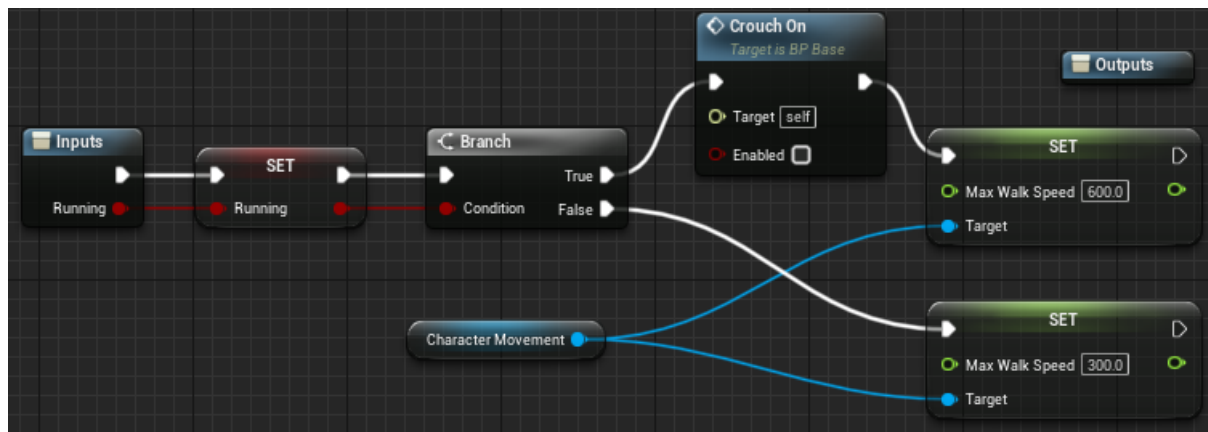 Inputs
Running
SET
Running
Branch
True
Condition
False
Crouch On
Target is BP Base
Target self
Enabled
Outputs
SET
Max Walk Speed 600.0
Target
Character Movement
SET
Max Walk Speed 300.0
Target